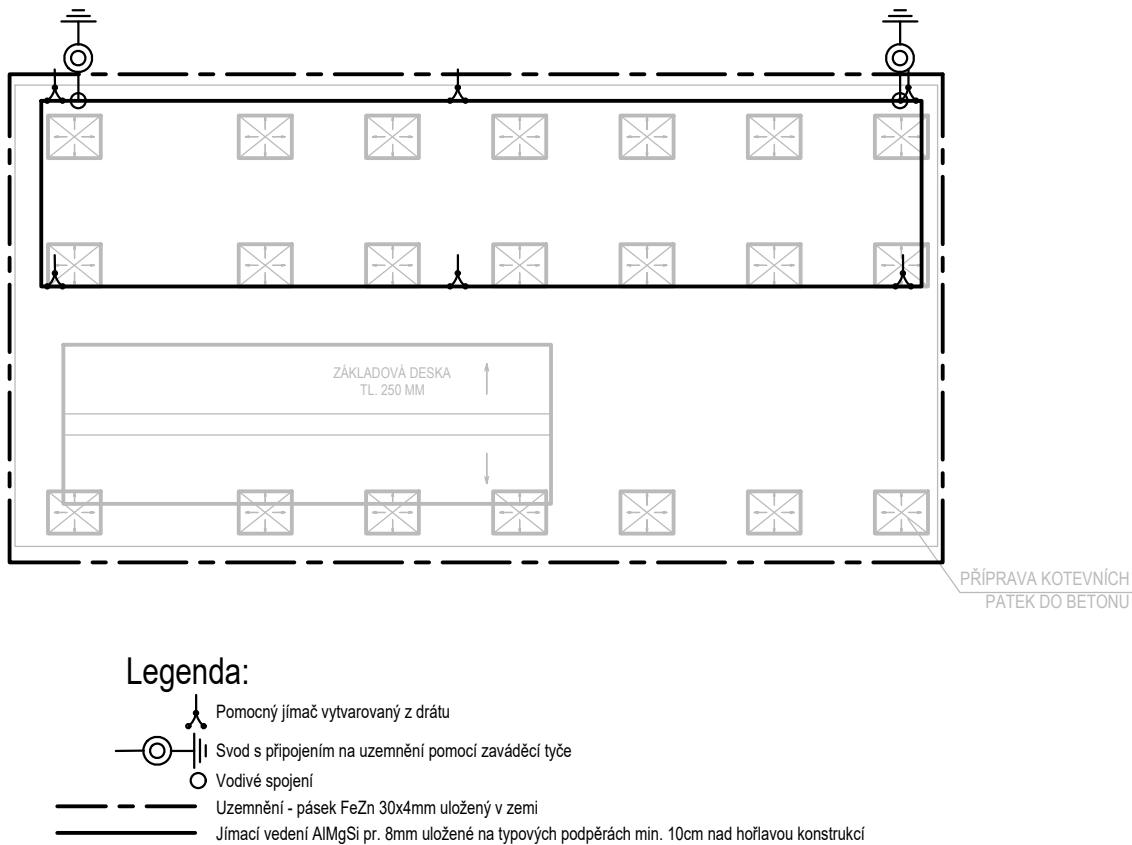 ZÁKLADOVÁ DESKA
TL. 250 MM
PŘÍPRAVA KOTEVNÍCH
PATEK DO BETONU
Legenda:
Pomocný jímač vytvarovaný z drátu
Svod s připojením na uzemnění pomocí zaváděcí tyče
Vodivé spojení
Uzemnění - pásek FeZn 30x4mm uložený v zemi
Jímací vedení AlMgSi pr. 8mm uložené na typových podpěrách min. 10cm nad hořlavou konstrukcí